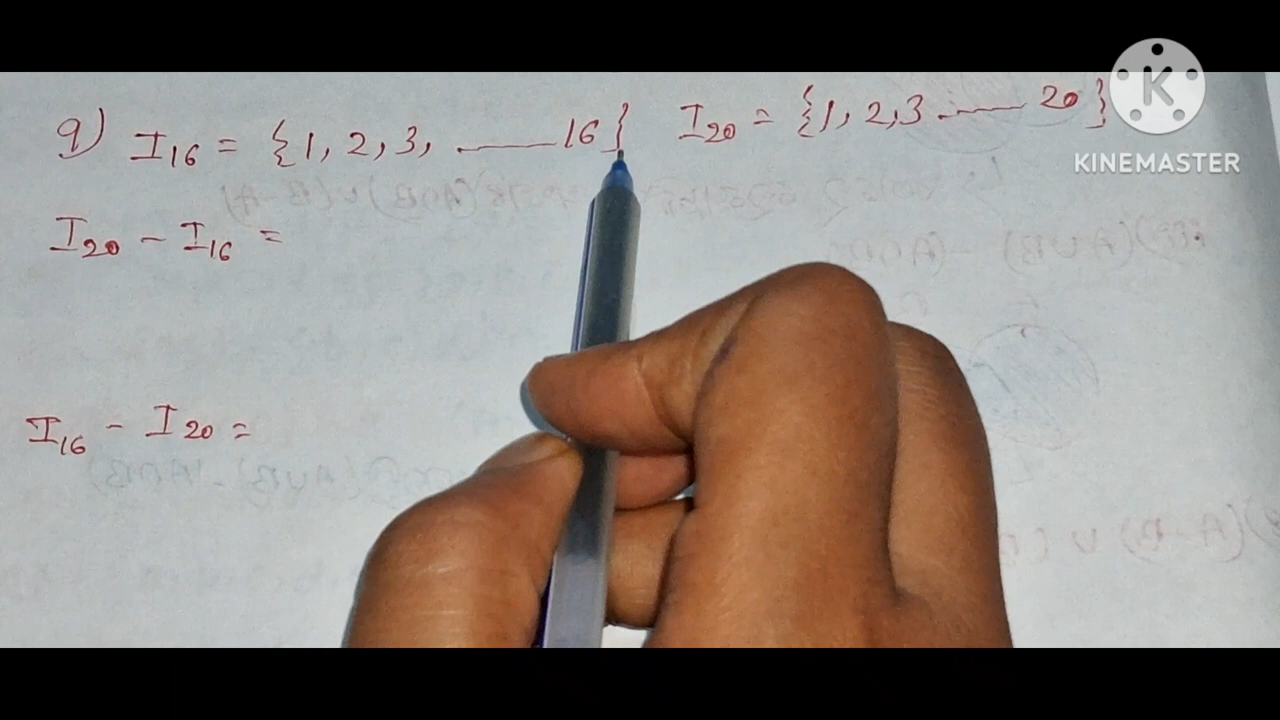 9) I₁₆ = {1, 2, 3, ——— 16} I₂₀ = {1, 2, 3 ——— 20}
K
KINEMASTER
I₂₀ - I₁₆ =
I₁₆ - I₂₀ =